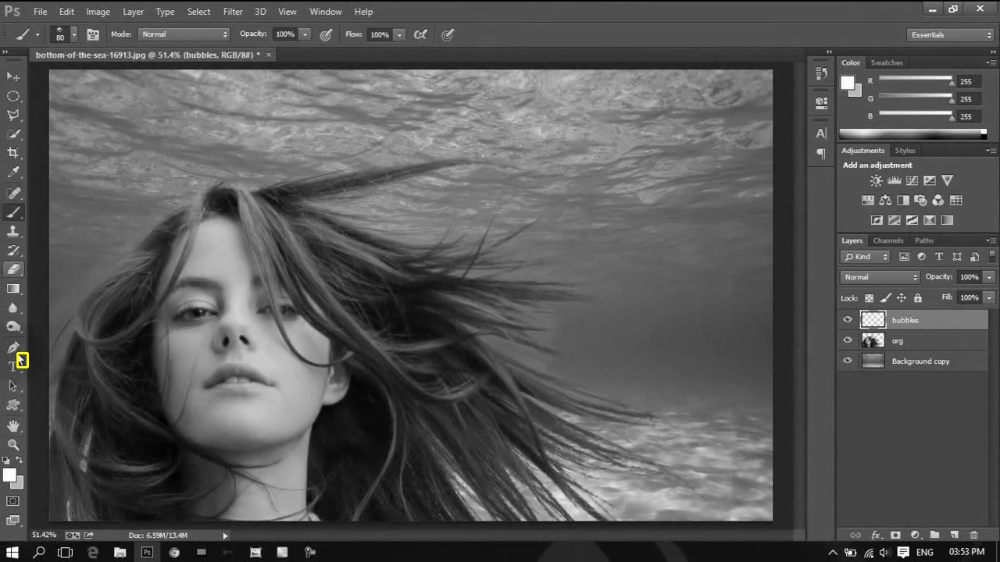 Ps File Edit Image Layer Type Select Filter 3D View Window Help
80 Mode: Normal Opacity: 100% Flow: 100% Essentials
bottom-of-the-sea-16913.jpg @ 51.4% (bubbles, RGB/8#) * ×
Color Swatches
R 255
G 255
B 255
Adjustments Styles
Add an adjustment
Layers Channels Paths
Kind
Normal Opacity: 100%
Lock: Fill: 100%
bubbles
org
Background copy
51.42% Doc: 6.59M/13.4M
fx
Ps ENG 03:53 PM